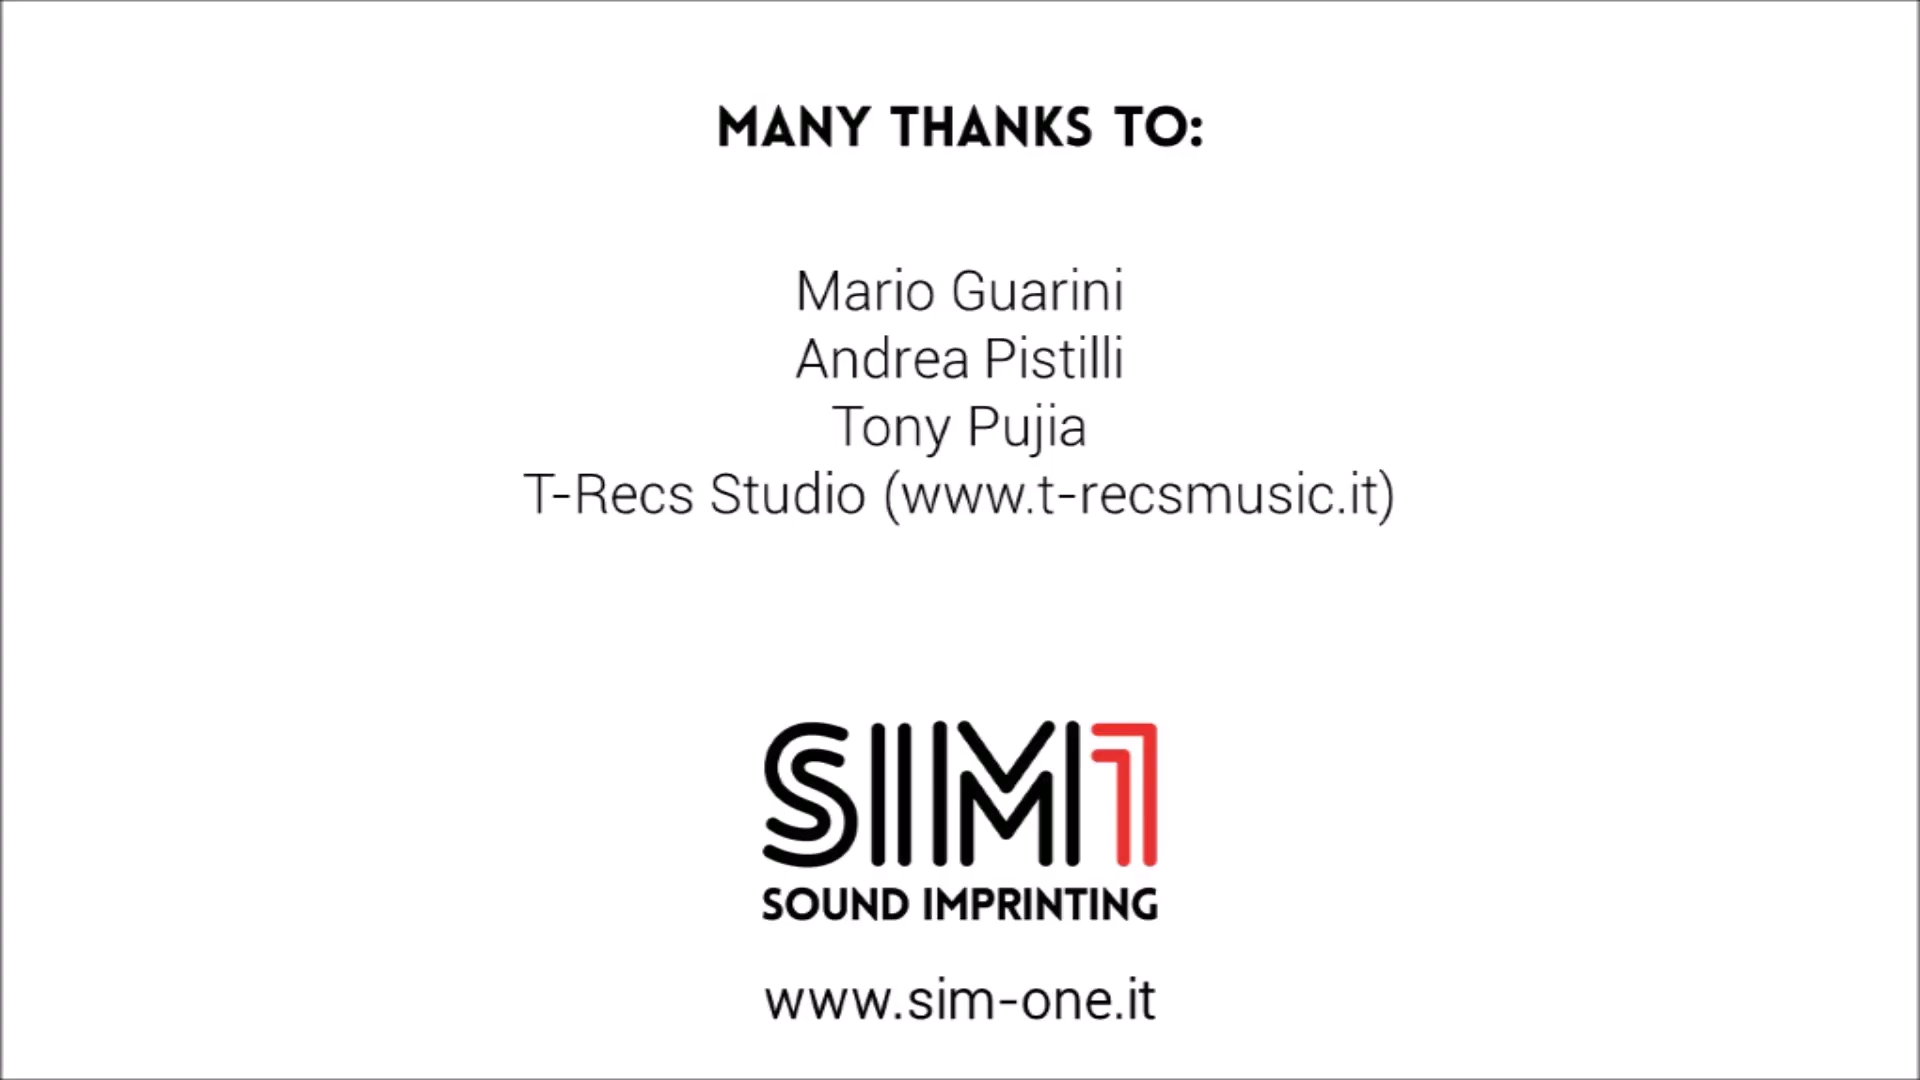 MANY THANKS TO:
Mario Guarini
Andrea Pistilli
Tony Pujia
T-Recs Studio (www.t-recsmusic.it)
SIM1
SOUND IMPRINTING
www.sim-one.it